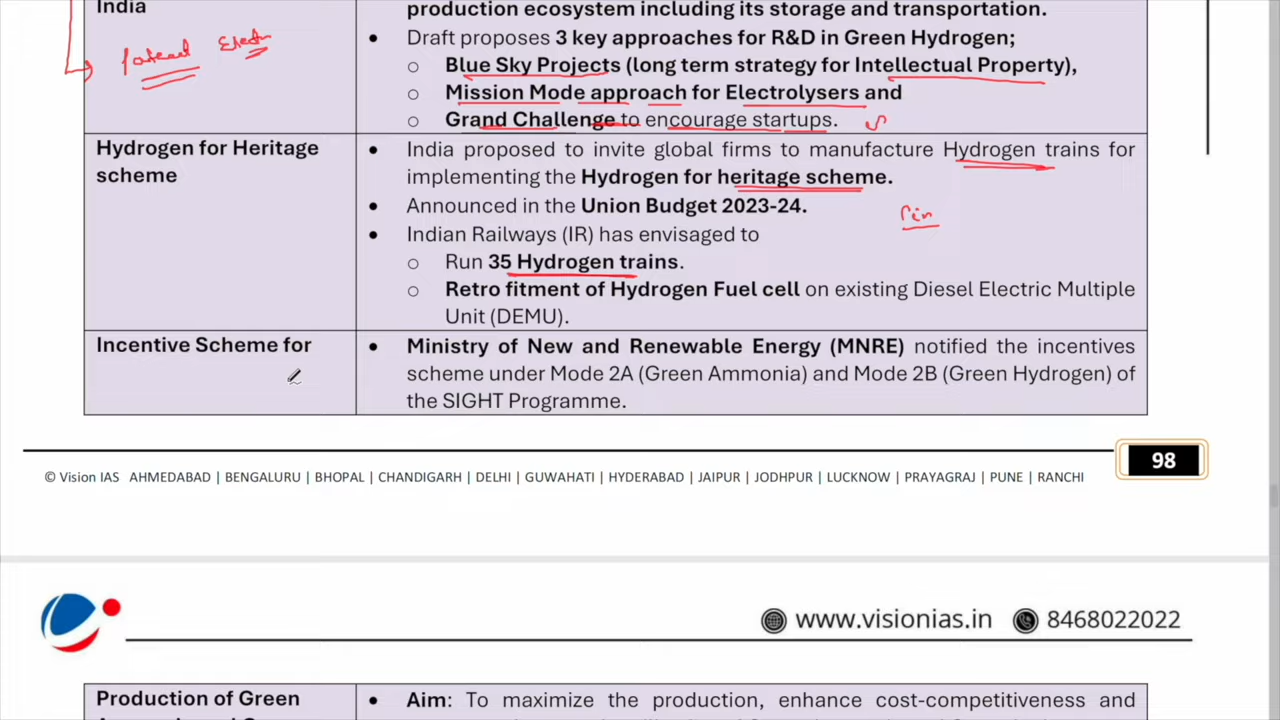 India
production ecosystem including its storage and transportation.
• Draft proposes 3 key approaches for R&D in Green Hydrogen;
o Blue Sky Projects (long term strategy for Intellectual Property),
o Mission Mode approach for Electrolysers and
o Grand Challenge to encourage startups.
Hydrogen for Heritage
scheme
• India proposed to invite global firms to manufacture Hydrogen trains for
implementing the Hydrogen for heritage scheme.
• Announced in the Union Budget 2023-24.
• Indian Railways (IR) has envisaged to
o Run 35 Hydrogen trains.
o Retro fitment of Hydrogen Fuel cell on existing Diesel Electric Multiple
Unit (DEMU).
Incentive Scheme for
• Ministry of New and Renewable Energy (MNRE) notified the incentives
scheme under Mode 2A (Green Ammonia) and Mode 2B (Green Hydrogen) of
the SIGHT Programme.
98
© Vision IAS AHMEDABAD | BENGALURU | BHOPAL | CHANDIGARH | DELHI | GUWAHATI | HYDERABAD | JAIPUR | JODHPUR | LUCKNOW | PRAYAGRAJ | PUNE | RANCHI
www.visionias.in 8468022022
Production of Green
• Aim: To maximize the production, enhance cost-competitiveness and